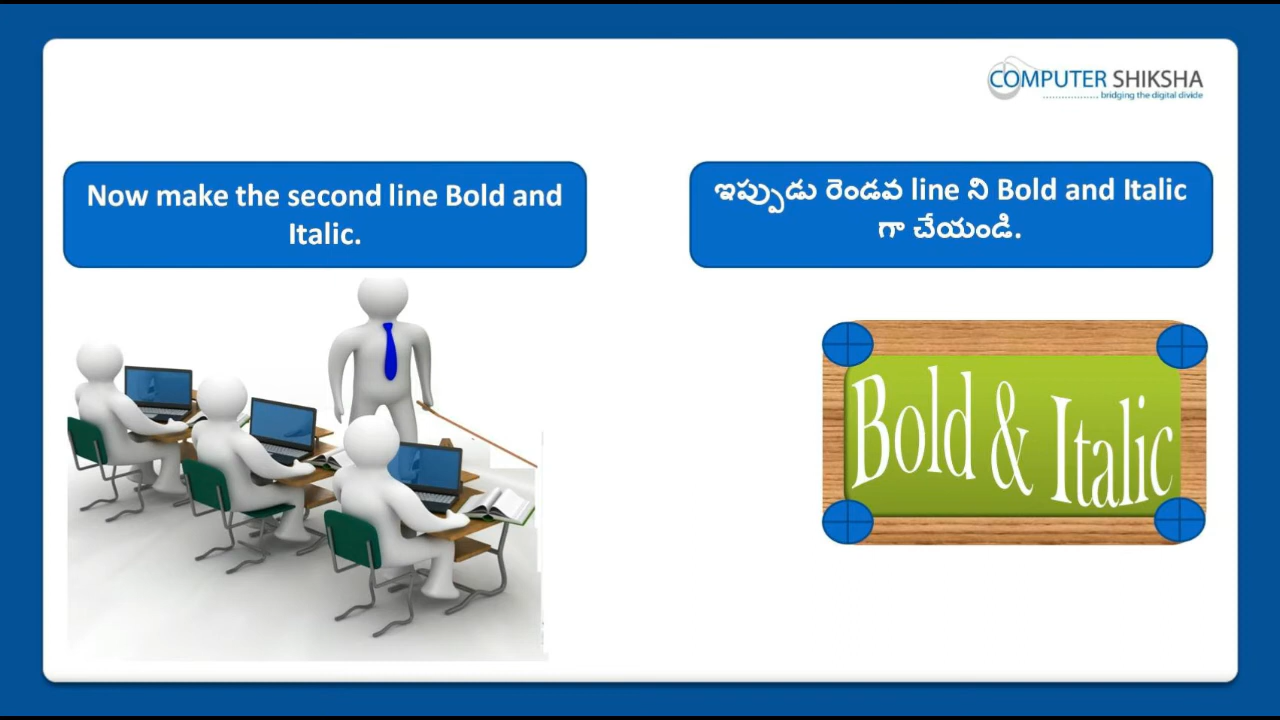 COMPUTER SHIKSHA
bridging the digital divide
Now make the second line Bold and
Italic.
ఇప్పుడు రెండవ line ని Bold and Italic
గా చేయండి.
Bold & Italic